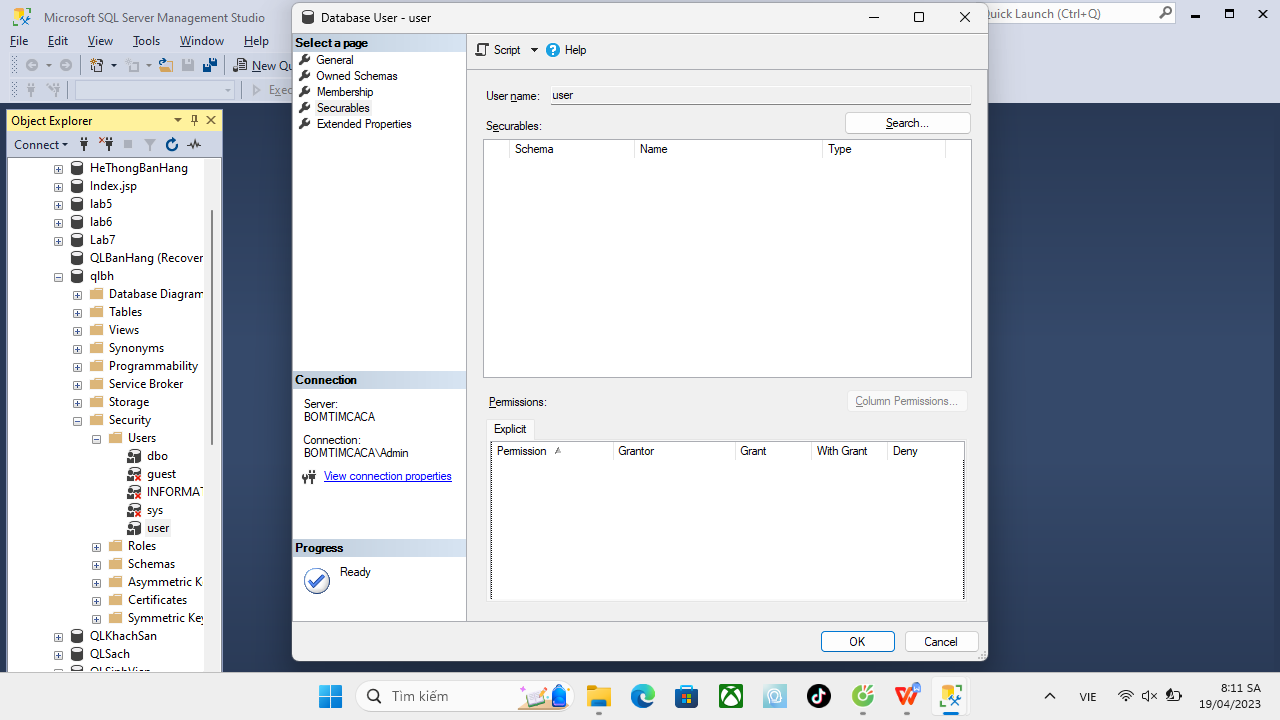 Microsoft SQL Server Management Studio
Quick Launch (Ctrl+Q)
File Edit View Tools Window Help
New Qu
Exec
Object Explorer
Connect
HeThongBanHang
Index.jsp
lab5
lab6
Lab7
QLBanHang (Recover
qlbh
Database Diagram
Tables
Views
Synonyms
Programmability
Service Broker
Storage
Security
Users
dbo
guest
INFORMAT
sys
user
Roles
Schemas
Asymmetric K
Certificates
Symmetric Key
QLKhachSan
QLSach
QLSinhVien
Database User - user
Select a page
General
Owned Schemas
Membership
Securables
Extended Properties
Connection
Server:
BOMTIMCACA
Connection:
BOMTIMCACA\Admin
View connection properties
Progress
Ready
Script Help
User name: user
Securables: Search...
Schema Name Type
Permissions: Column Permissions...
Explicit
Permission Grantor Grant With Grant Deny
OK Cancel
Tìm kiếm
VIE
8:11 SA
19/04/2023